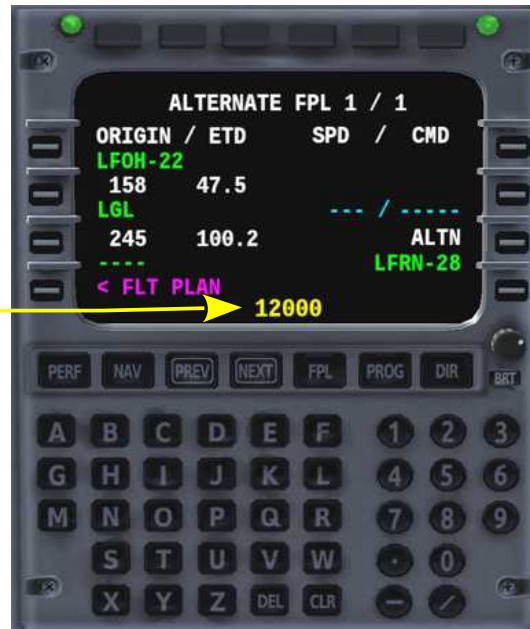 ALTERNATE FPL 1 / 1
ORIGIN / ETD SPD / CMD
LFOH-22
158 47.5
LGL --- / -----
245 100.2 ALTN
---- LFRN-28
< FLT PLAN
12000
PERF NAV PREV NEXT FPL PROG DIR BRT
A B C D E F 1 2 3
G H I J K L 4 5 6
M N O P Q R 7 8 9
S T U V W . 0
X Y Z DEL CLR - /